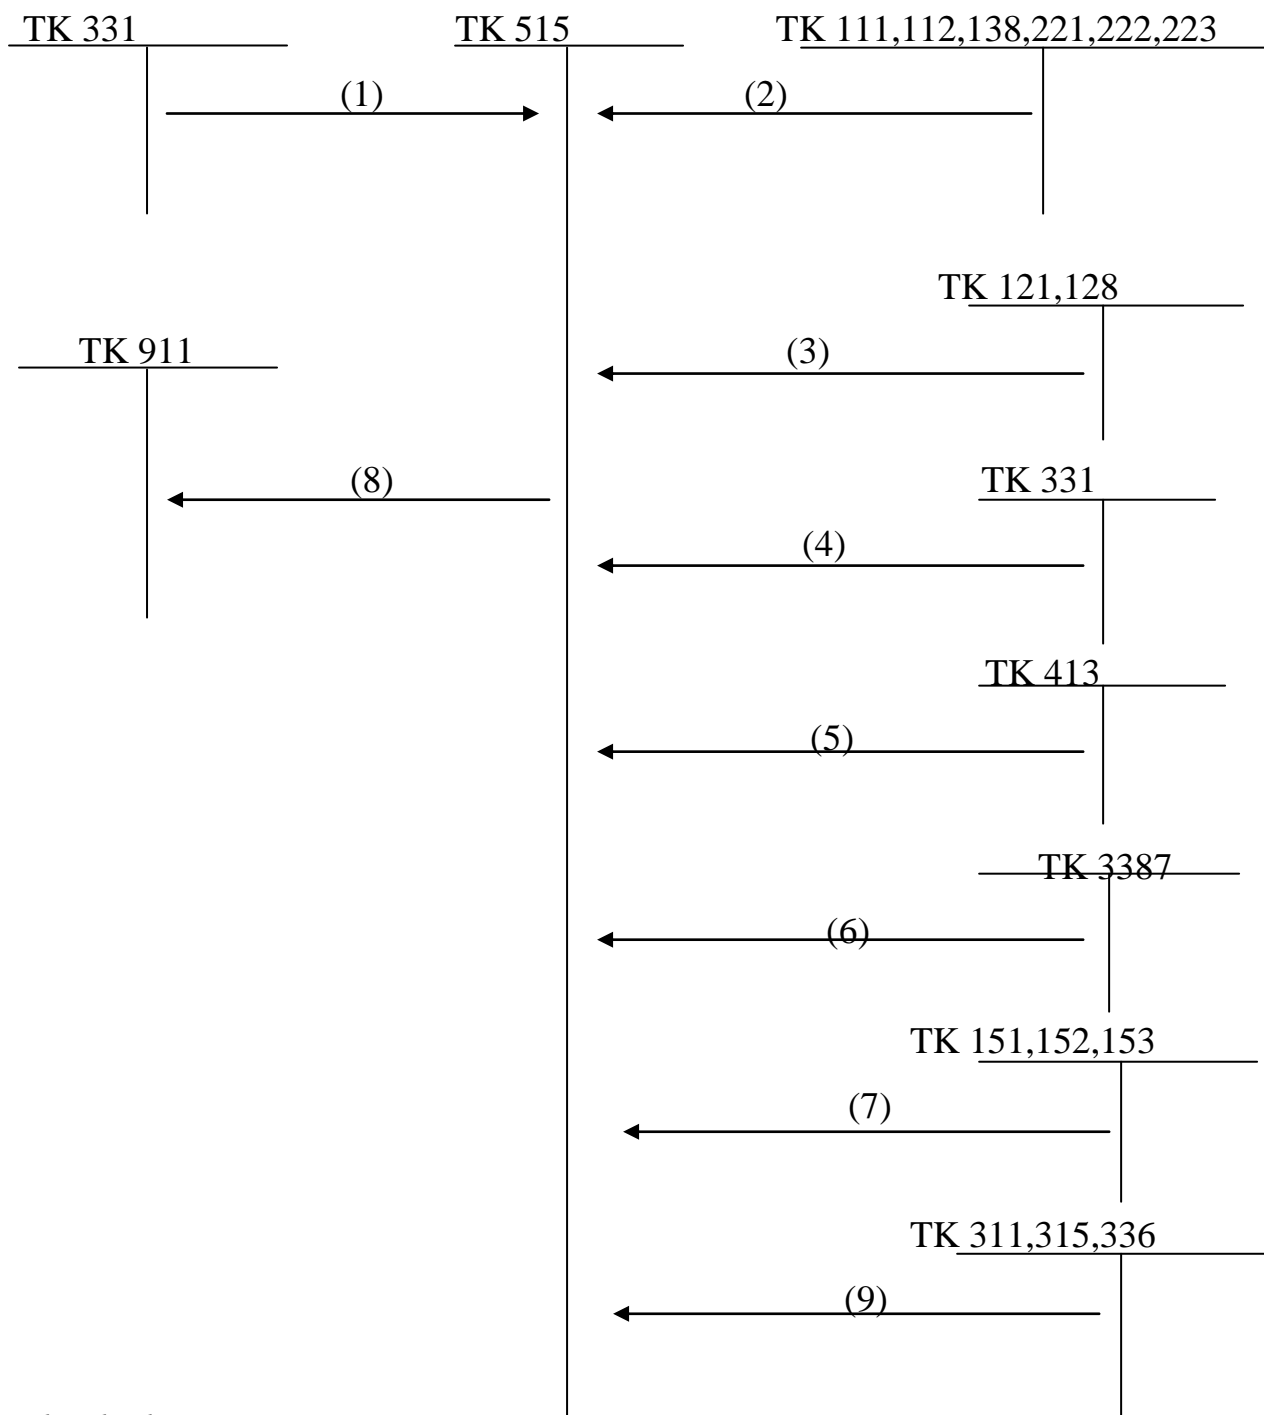 TK 331 TK 515 TK 111,112,138,221,222,223
(1) (2)
TK 121,128
TK 911 (3)
(8) TK 331
(4)
TK 413
(5)
TK 3387
(6)
TK 151,152,153
(7)
TK 311,315,336
(9)